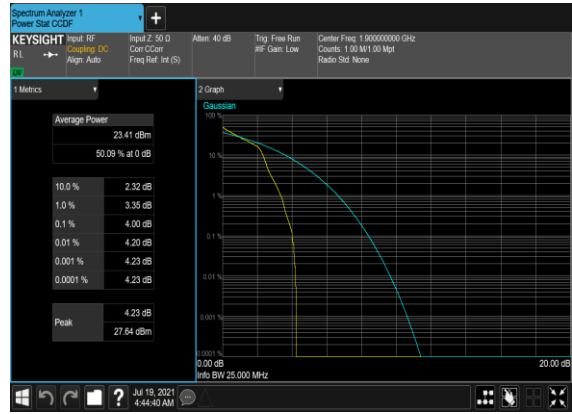 Spectrum Analyzer 1
Power Stat CCDF
KEYSIGHT
RL
Input: RF
Coupling: DC
Align: Auto
Input Z: 50 Ω
Corr CCorr
Freq Ref: Int (S)
Atten: 40 dB
Trig: Free Run
#IF Gain: Low
Center Freq: 1.900000000 GHz
Counts: 1.00 M/1.00 Mpt
Radio Std: None
1 Metrics
Average Power
23.41 dBm
50.09 % at 0 dB
10.0 % 2.32 dB
1.0 % 3.35 dB
0.1 % 4.00 dB
0.01 % 4.20 dB
0.001 % 4.23 dB
0.0001 % 4.23 dB
Peak
4.23 dB
27.64 dBm
2 Graph
Gaussian
100 %
10 %
1 %
0.1 %
0.01 %
0.001 %
0.0001 %
0.00 dB
20.00 dB
Info BW 25.000 MHz
?
Jul 19, 2021
4:44:40 AM